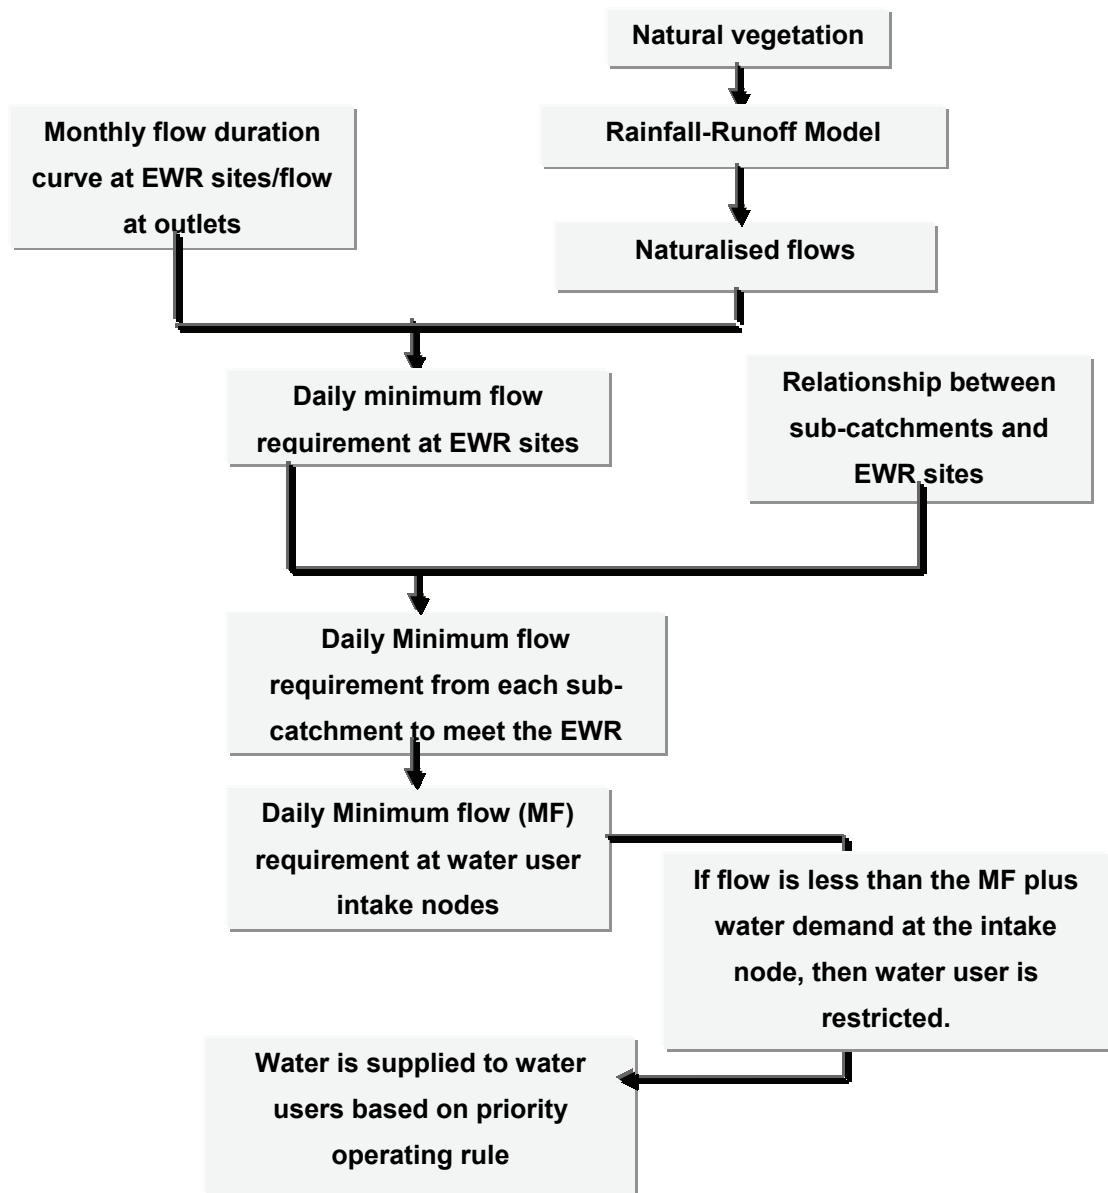 Natural vegetation
Rainfall-Runoff Model
Monthly flow duration
curve at EWR sites/flow
at outlets
Naturalised flows
Daily minimum flow
requirement at EWR sites
Relationship between
sub-catchments and
EWR sites
Daily Minimum flow
requirement from each sub-
catchment to meet the EWR
Daily Minimum flow (MF)
requirement at water user
intake nodes
If flow is less than the MF plus
water demand at the intake
node, then water user is
restricted.
Water is supplied to water
users based on priority
operating rule